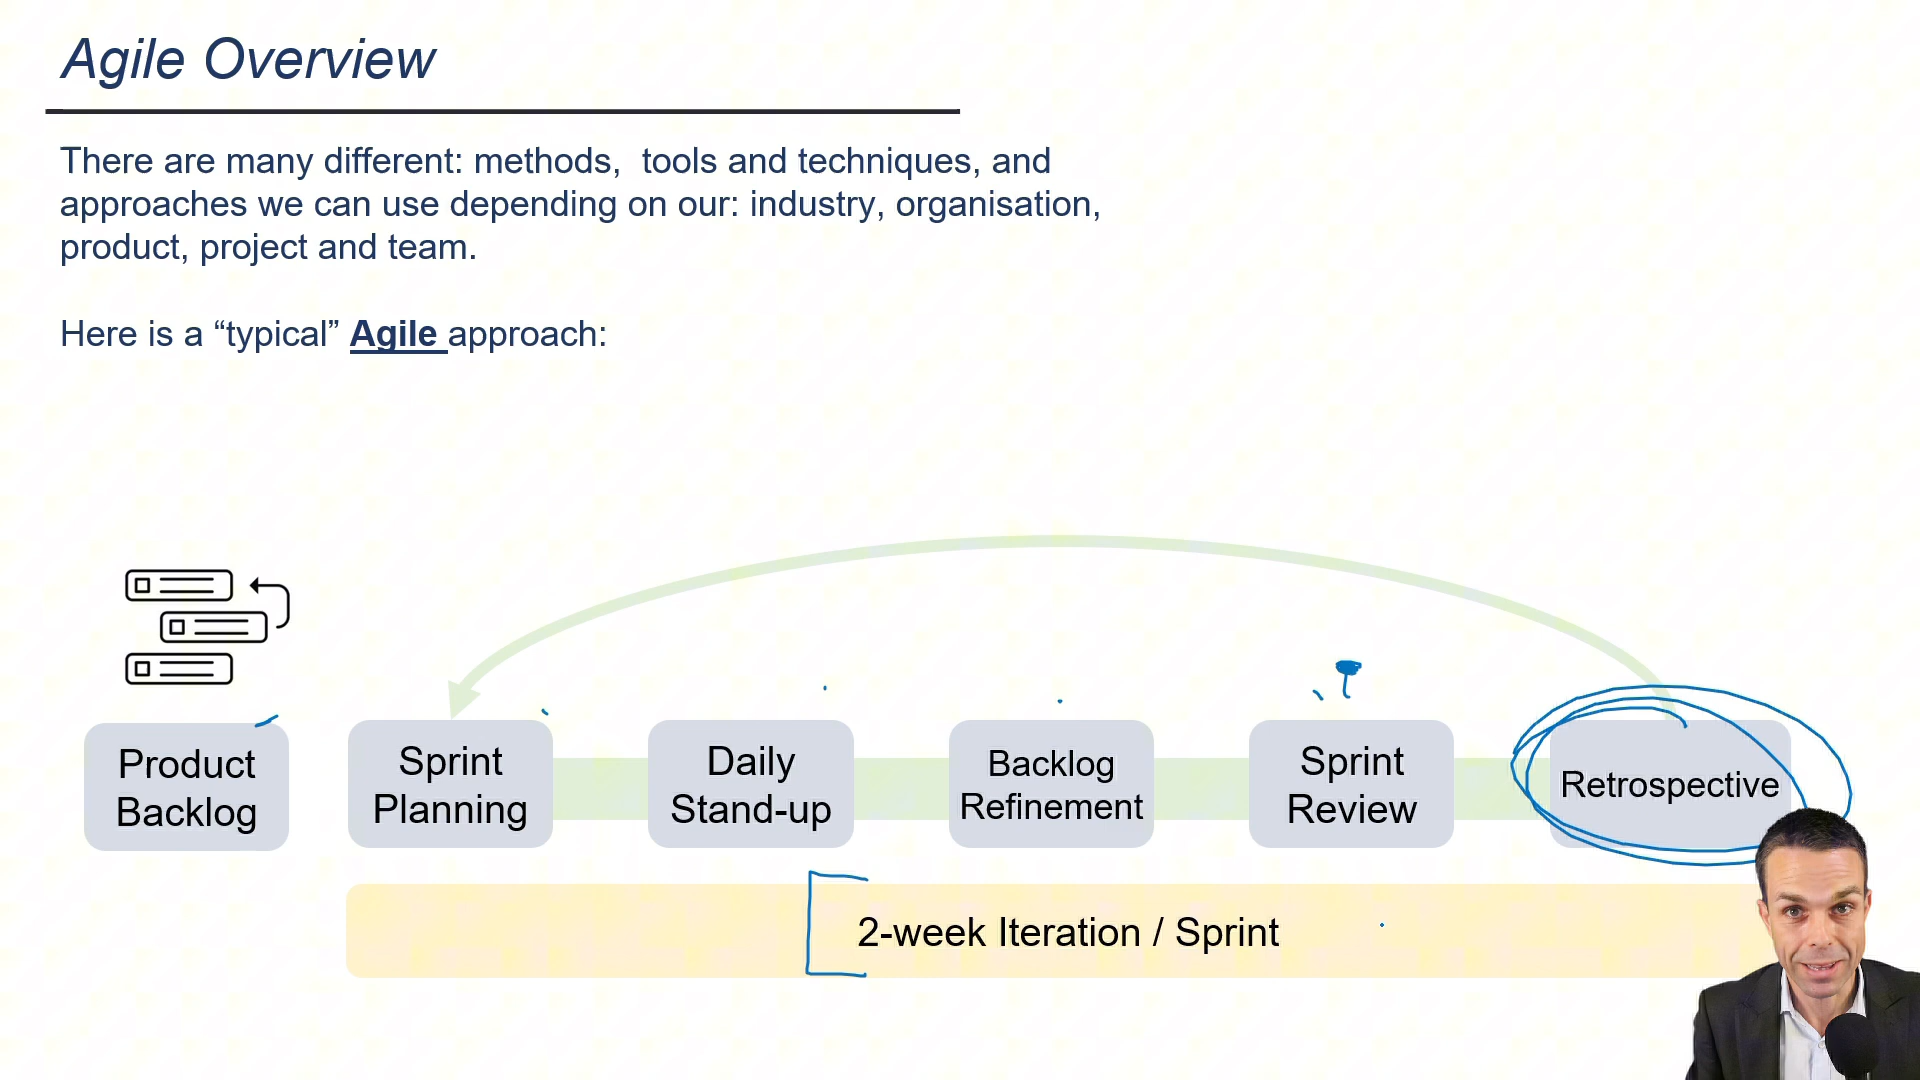 Agile Overview
There are many different: methods,  tools and techniques, and
approaches we can use depending on our: industry, organisation,
product, project and team.
Here is a “typical” Agile approach:
Product
Backlog
Sprint
Planning
Daily
Stand-up
Backlog
Refinement
Sprint
Review
Retrospective
2-week Iteration / Sprint